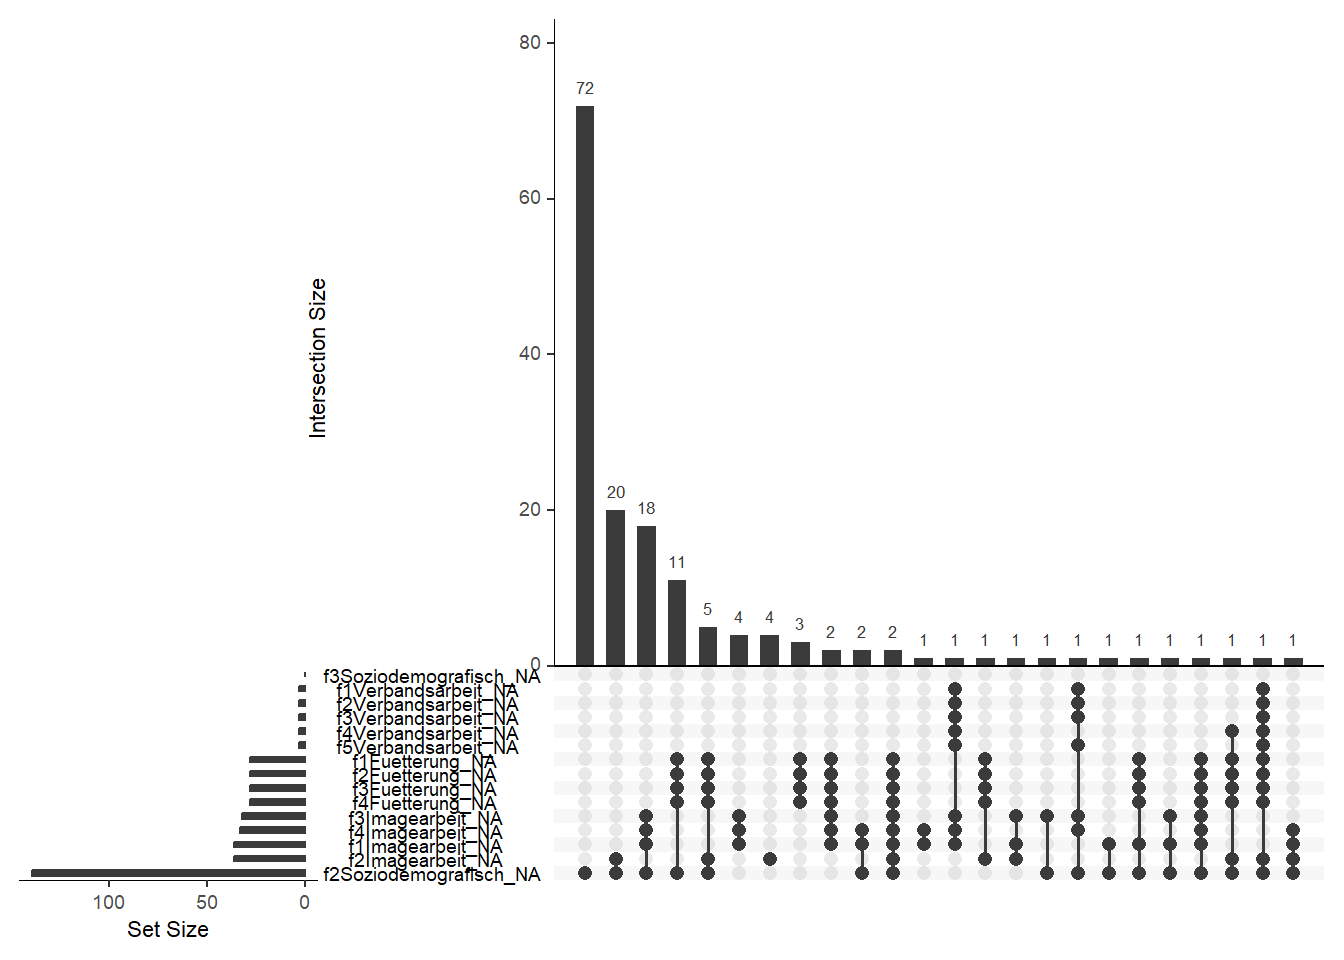 80
60
40
20
0
Intersection Size
72
20
18
11
5
4
4
3
2
2
2
1
1
1
1
1
1
1
1
1
1
1
1
1
f3Soziodemografisch_NA
f1Verbandsarbeit_NA
f2Verbandsarbeit_NA
f3Verbandsarbeit_NA
f4Verbandsarbeit_NA
f5Verbandsarbeit_NA
f1Fuetterung_NA
f2Fuetterung_NA
f3Fuetterung_NA
f4Fuetterung_NA
f3Imagearbeit_NA
f4Imagearbeit_NA
f1Imagearbeit_NA
f2Imagearbeit_NA
f2Soziodemografisch_NA
100 50 0
Set Size